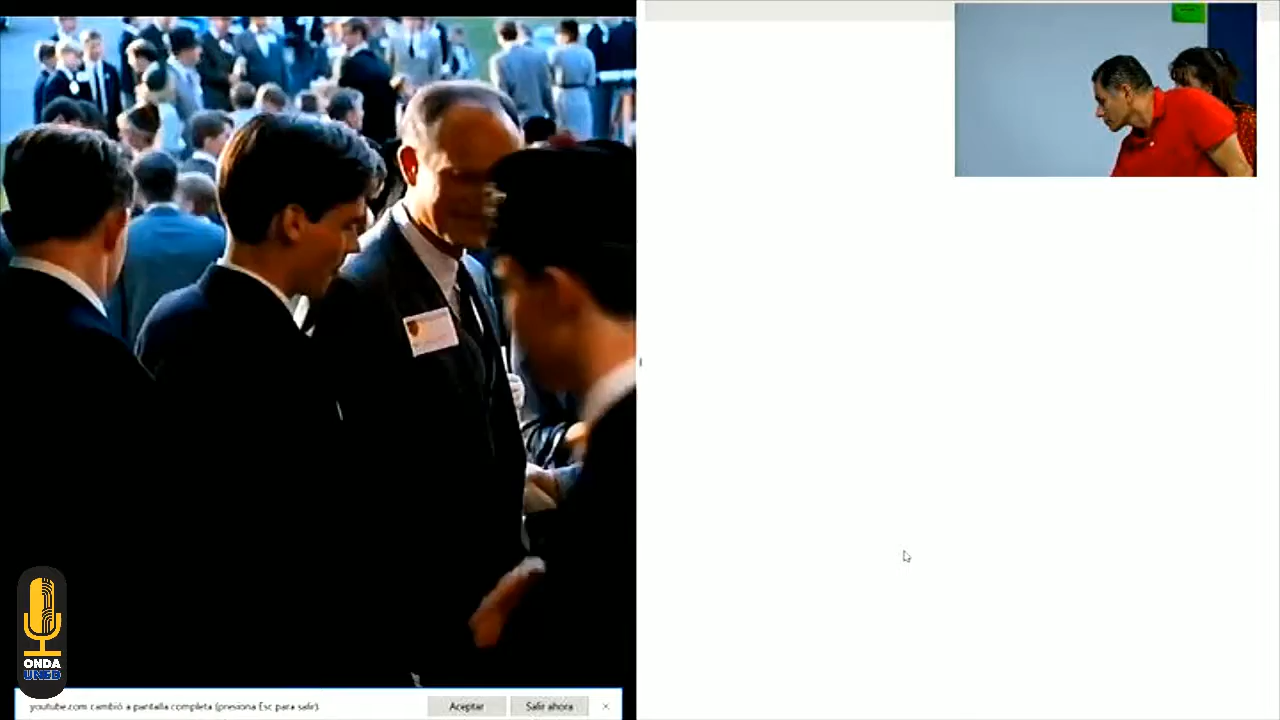 ONDA
UNED
youtube.com cambió a pantalla completa (presiona Esc para salir).
Aceptar
Salir ahora